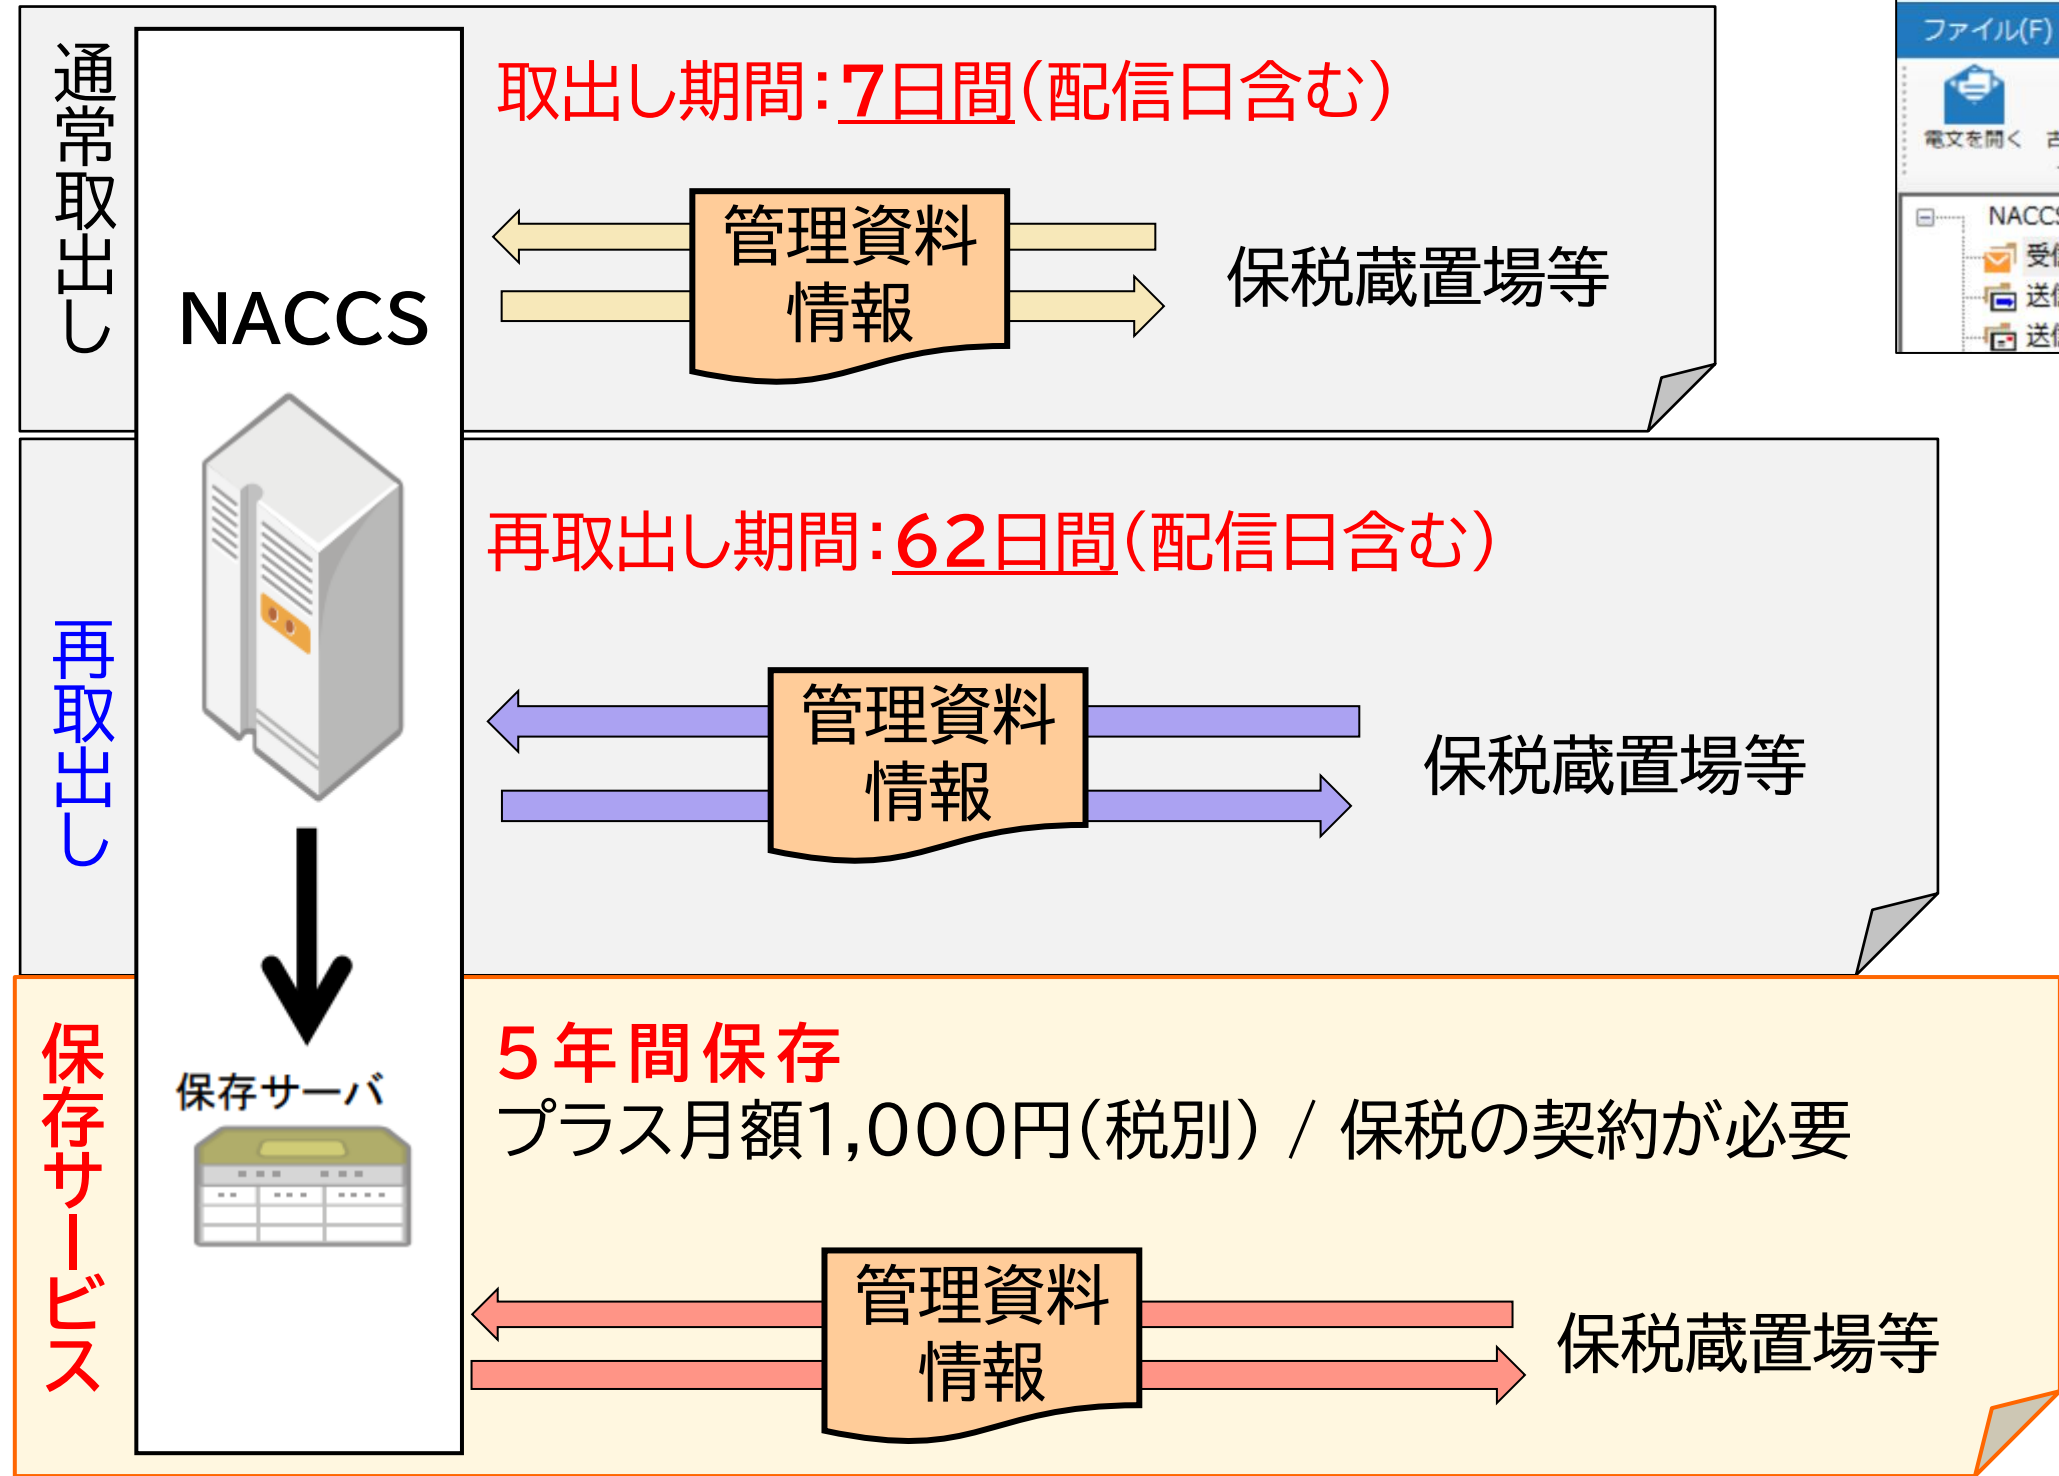 通常取出し
取出し期間：7日間（配信日含む）
管理資料
情報
保税蔵置場等
NACCS
再取出し
再取出し期間：62日間（配信日含む）
管理資料
情報
保税蔵置場等
保存サービス
保存サーバ
５年間保存
プラス月額1,000円（税別） / 保税の契約が必要
管理資料
情報
保税蔵置場等
ファイル(F)
電文を開く
NACCS
受信
送信
送信